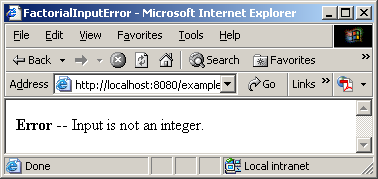 FactorialInputError - Microsoft Internet Explorer
File Edit View Favorites Tools Help
Back Search Favorites
Address http://localhost:8080/example Go Links
Error -- Input is not an integer.
Done Local intranet